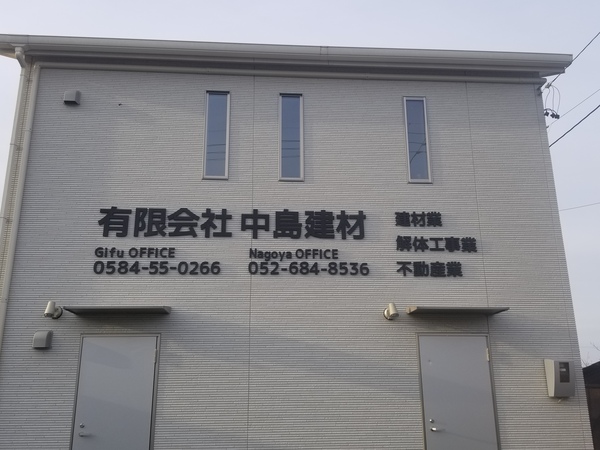 有限会社 中島建材
Gifu OFFICE
0584-55-0266
Nagoya OFFICE
052-684-8536
建材業
解体工事業
不動産業